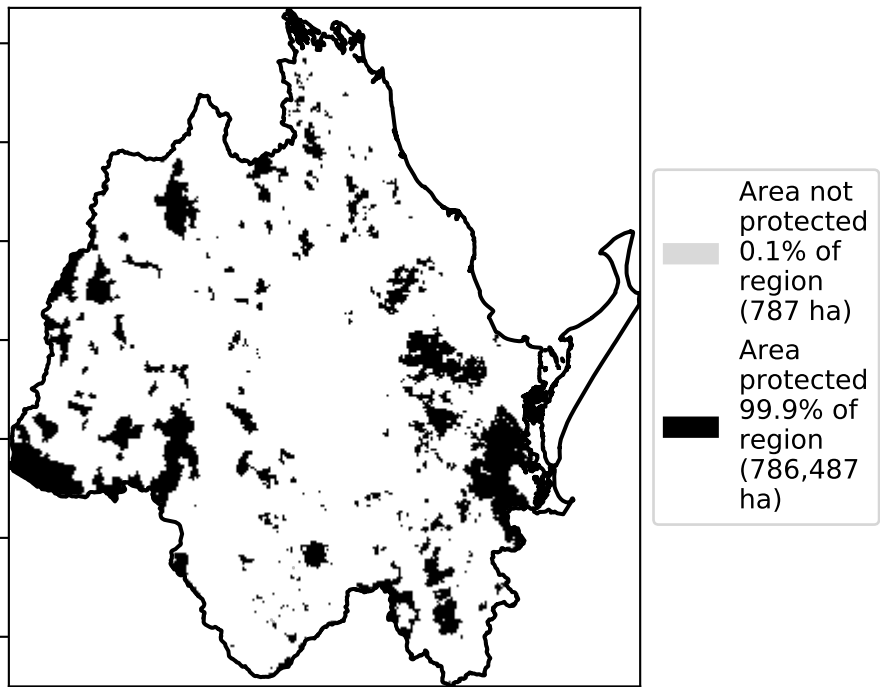 Area not
protected
0.1% of
region
(787 ha)
Area
protected
99.9% of
region
(786,487
ha)